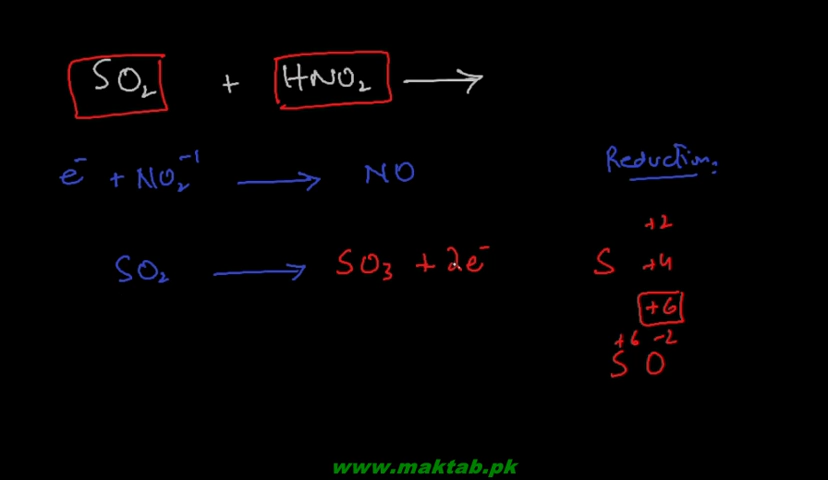 SO₂ + HNO₂ ⟶
e⁻ + NO₂⁻¹ ⟶ NO
Reduction:
SO₂ ⟶ SO₃ + 2e⁻
+2
S +4
+6
+6 -2
S O
www.maktab.pk